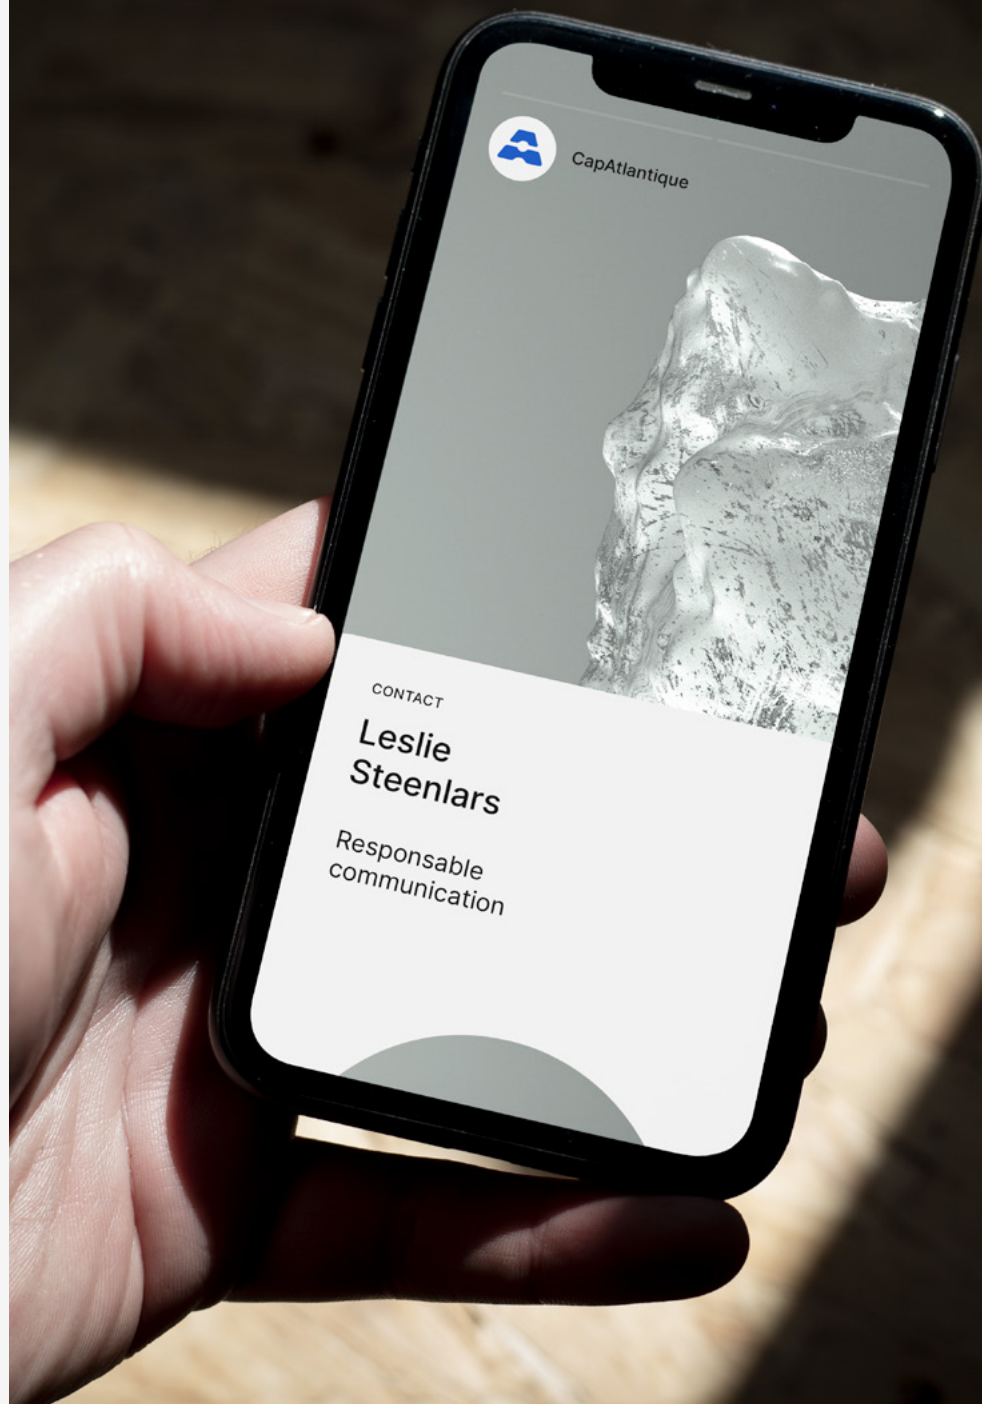 CapAtlantique
CONTACT
Leslie
Steenlars
Responsable
communication